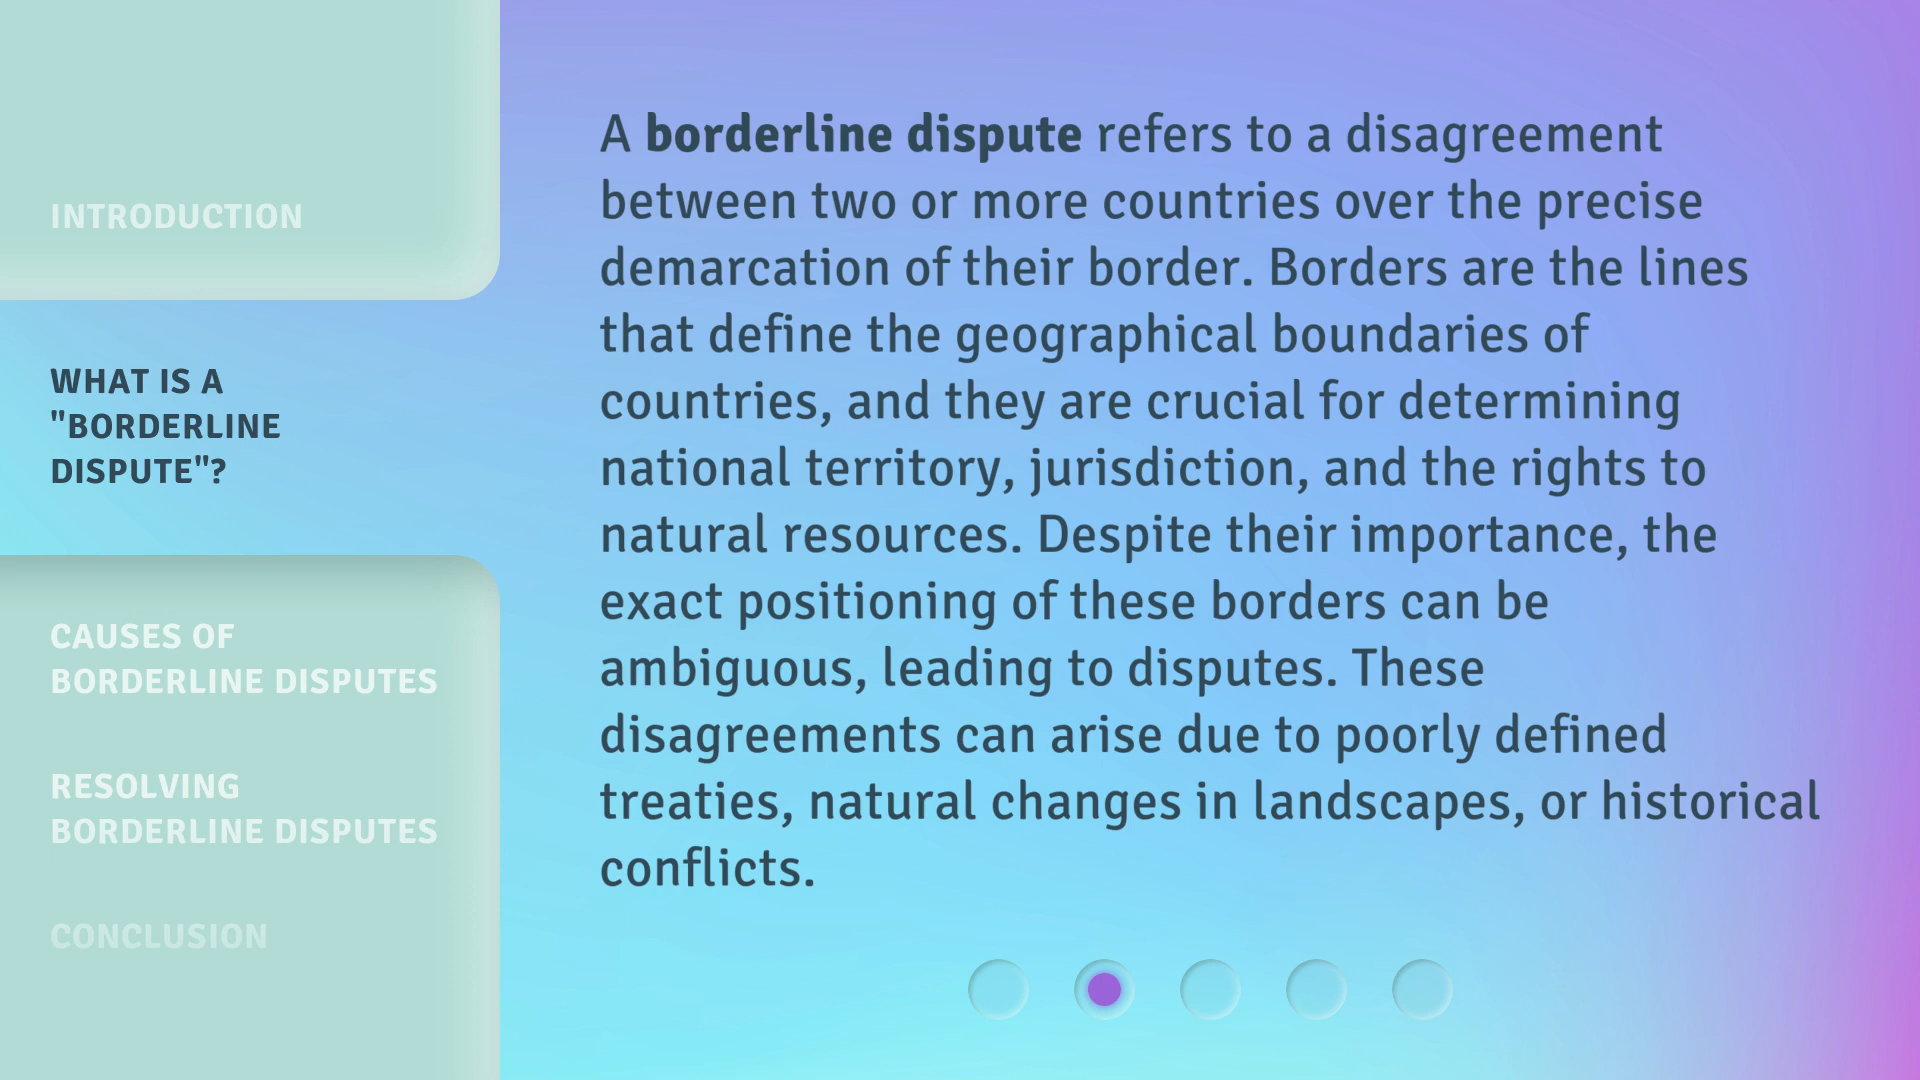 INTRODUCTION
WHAT IS A
"BORDERLINE
DISPUTE"?
CAUSES OF
BORDERLINE DISPUTES
RESOLVING
BORDERLINE DISPUTES
CONCLUSION
A borderline dispute refers to a disagreement
between two or more countries over the precise
demarcation of their border. Borders are the lines
that define the geographical boundaries of
countries, and they are crucial for determining
national territory, jurisdiction, and the rights to
natural resources. Despite their importance, the
exact positioning of these borders can be
ambiguous, leading to disputes. These
disagreements can arise due to poorly defined
treaties, natural changes in landscapes, or historical
conflicts.